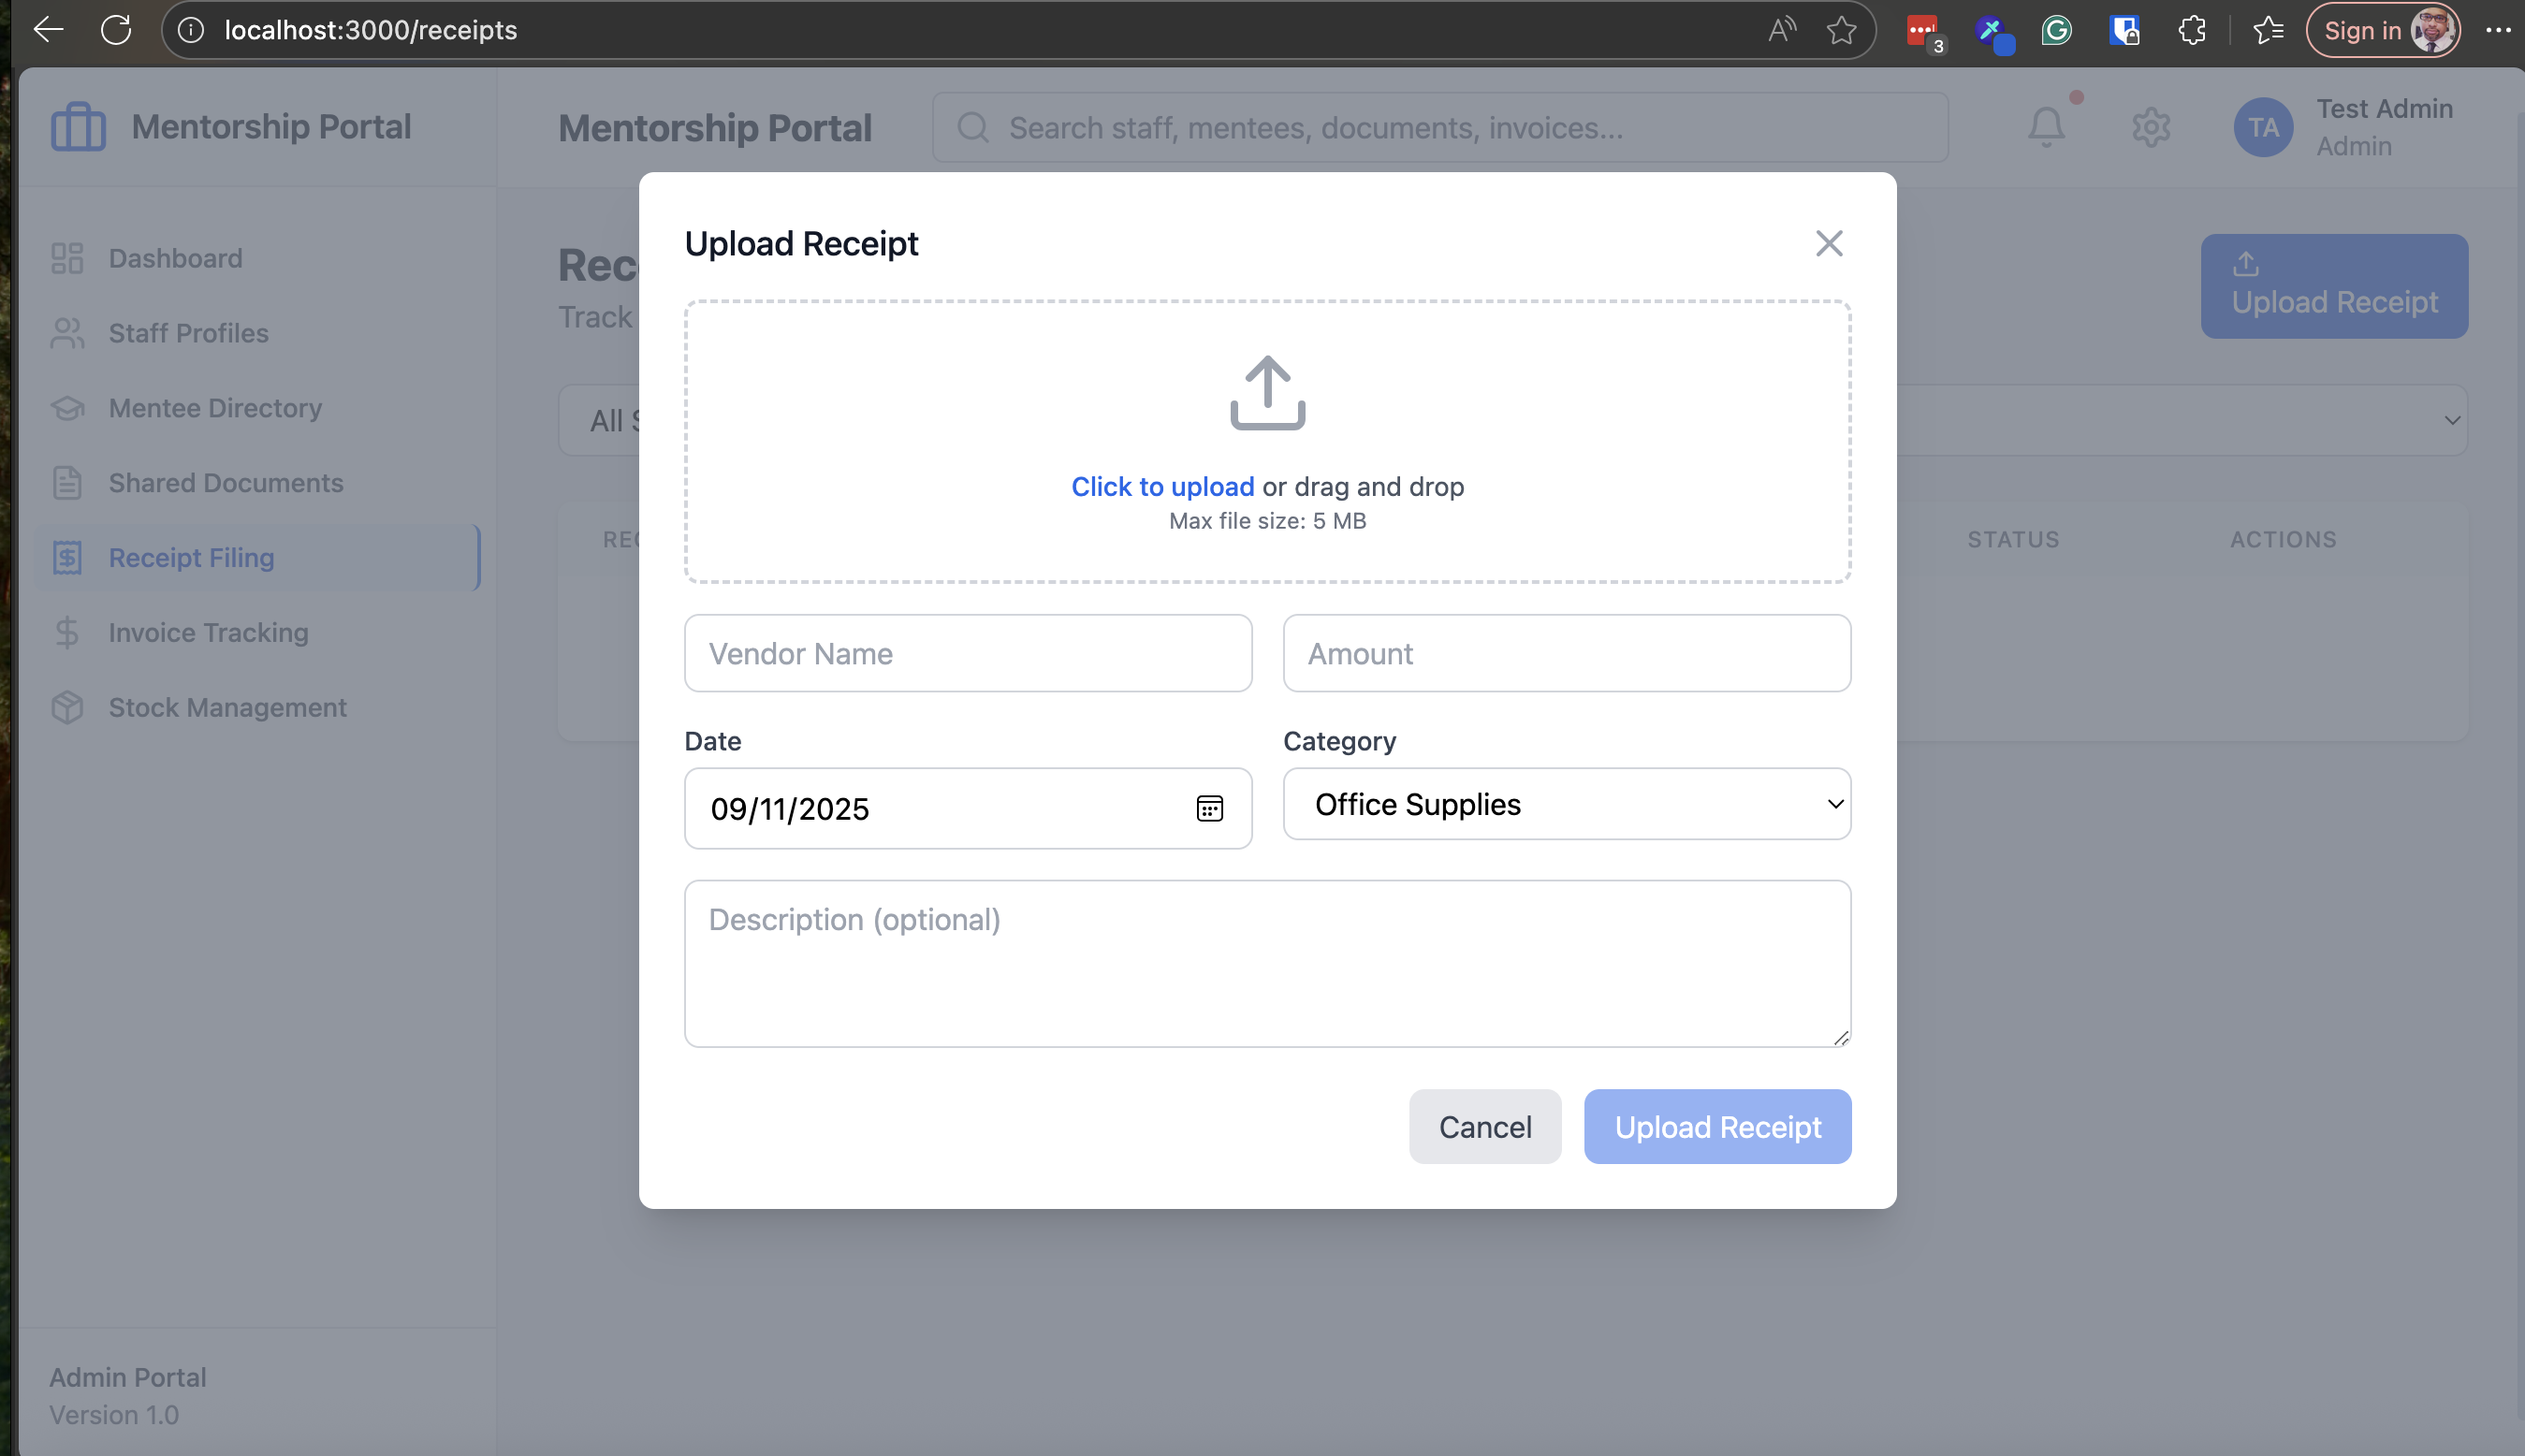 localhost:3000/receipts
A
3
Sign in
Mentorship Portal
Mentorship Portal
Search staff, mentees, documents, invoices...
TA
Test Admin
Admin
Dashboard
Staff Profiles
Mentee Directory
Shared Documents
Receipt Filing
Invoice Tracking
Stock Management
Admin Portal
Version 1.0
Rec
Track
Upload Receipt
All S
REC
STATUS
ACTIONS
Upload Receipt
Click to upload or drag and drop
Max file size: 5 MB
Vendor Name
Amount
Date
Category
09/11/2025
Office Supplies
Description (optional)
Cancel
Upload Receipt